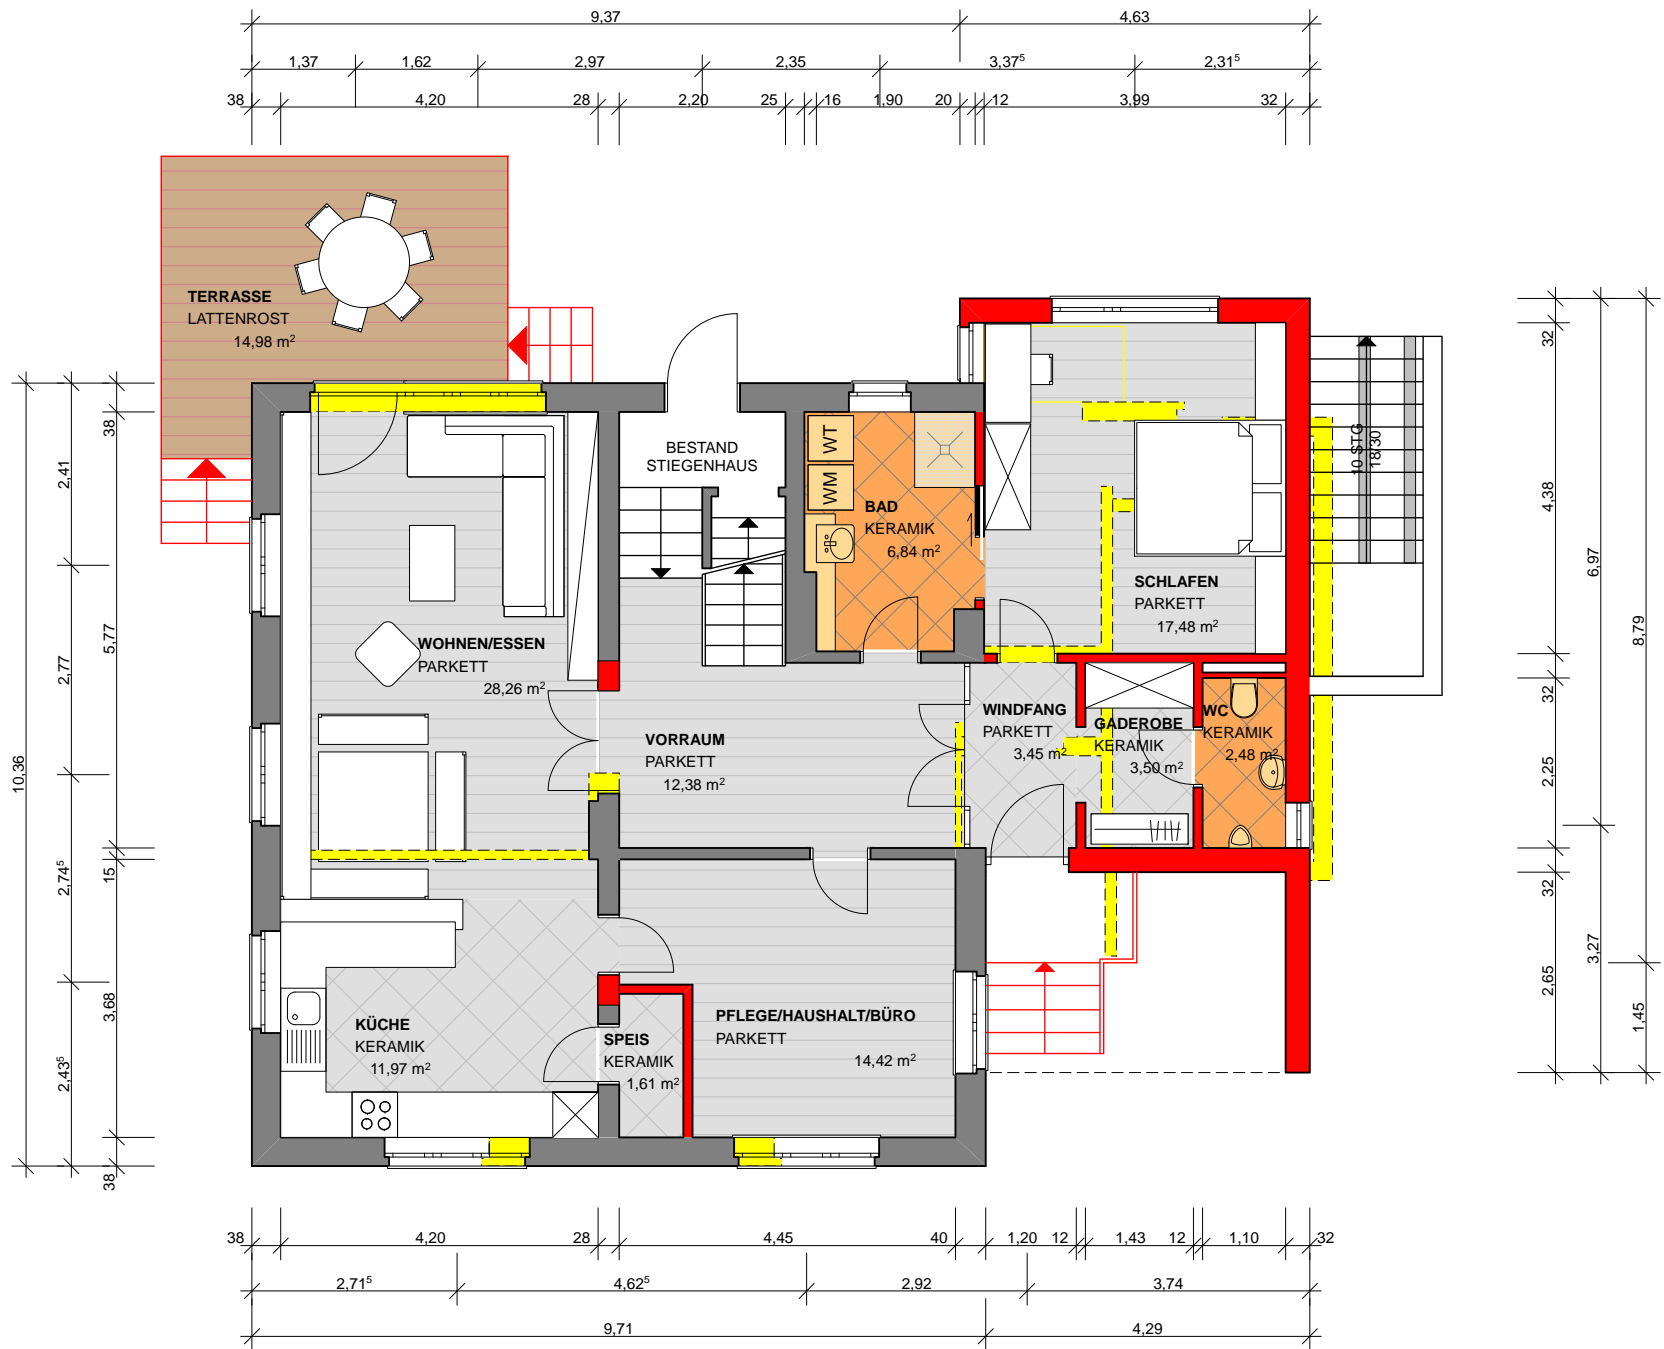 9,37
4,63
1,37
1,62
2,97
2,35
3,37⁵
2,31⁵
38
4,20
28
2,20
25
16
1,90
20
12
3,99
32
TERRASSE
LATTENROST
14,98 m²
BESTAND
STIEGENHAUS
WT
WM
BAD
KERAMIK
6,84 m²
10 STG
18/30
SCHLAFEN
PARKETT
17,48 m²
WOHNEN/ESSEN
PARKETT
28,26 m²
VORRAUM
PARKETT
12,38 m²
WINDFANG
PARKETT
3,45 m²
GADEROBE
KERAMIK
3,50 m²
WC
KERAMIK
2,48 m²
KÜCHE
KERAMIK
11,97 m²
SPEIS
KERAMIK
1,61 m²
PFLEGE/HAUSHALT/BÜRO
PARKETT
14,42 m²
10,36
2,41
2,77
2,74⁵
2,43⁵
38
5,77
15
3,68
38
32
4,38
32
2,25
32
2,65
6,97
3,27
8,79
1,45
38
4,20
28
4,45
40
1,20
12
1,43
12
1,10
32
2,71⁵
4,62⁵
2,92
3,74
9,71
4,29